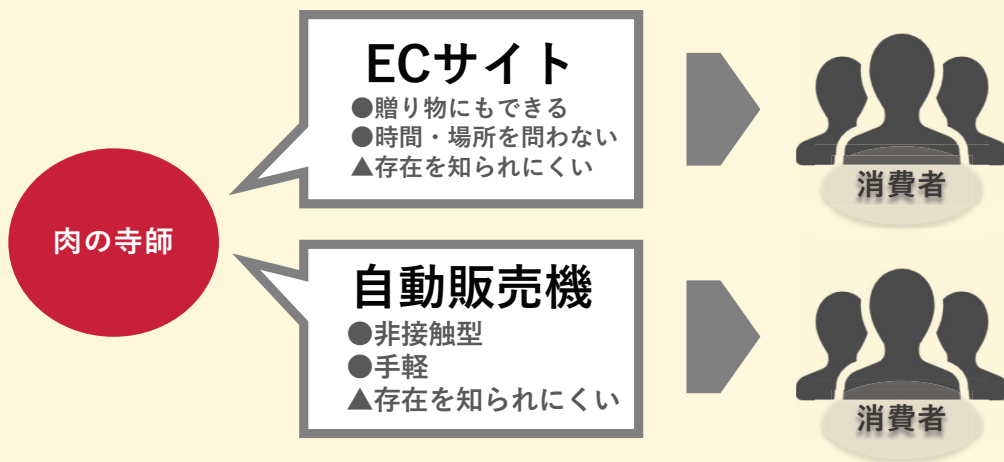 ECサイト
●贈り物にもできる
●時間・場所を問わない
▲存在を知られにくい
消費者
肉の寺師
自動販売機
●非接触型
●手軽
▲存在を知られにくい
消費者